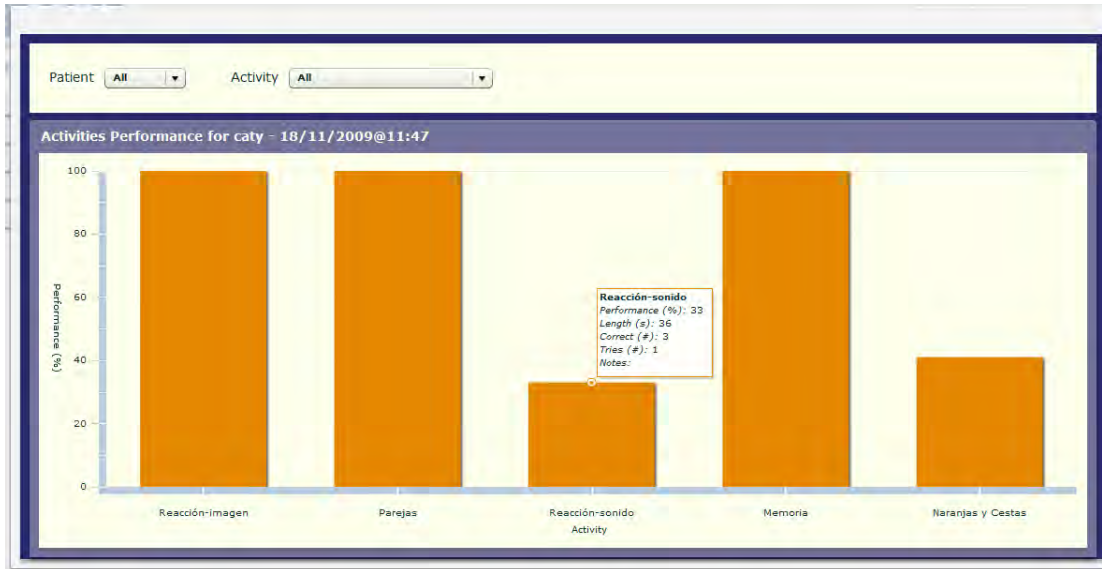 Patient All Activity All
Activities Performance for caty - 18/11/2009@11:47
100
80
60
40
20
0
Performance (%)
Reacción-sonido
Performance (%): 33
Length (s): 36
Correct (#): 3
Tries (#): 1
Notes:
Reacción-imagen Parejas Reacción-sonido Memoria Naranjas y Cestas
Activity